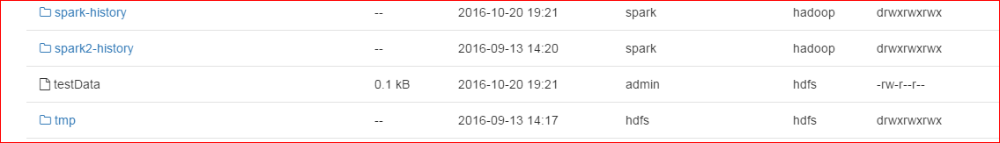 spark-history -- 2016-10-20 19:21 spark hadoop drwxrwxrwx
spark2-history -- 2016-09-13 14:20 spark hadoop drwxrwxrwx
testData 0.1 kB 2016-10-20 19:21 admin hdfs -rw-r--r--
tmp -- 2016-09-13 14:17 hdfs hdfs drwxrwxrwx